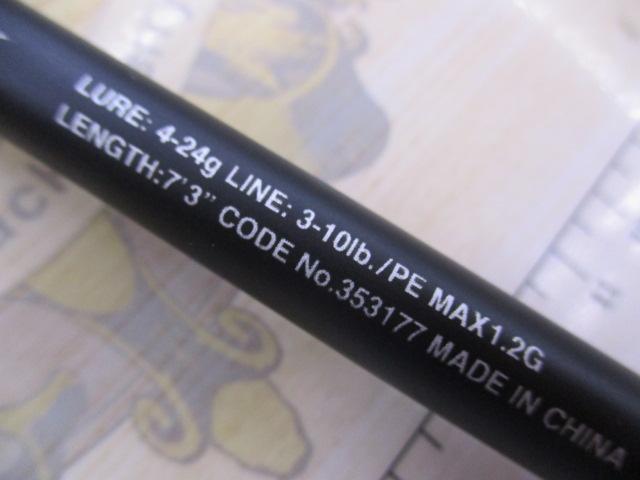 LURE: 4-24g LINE: 3-10lb./PE MAX1.2G
LENGTH:7'3" CODE No.353177 MADE IN CHINA